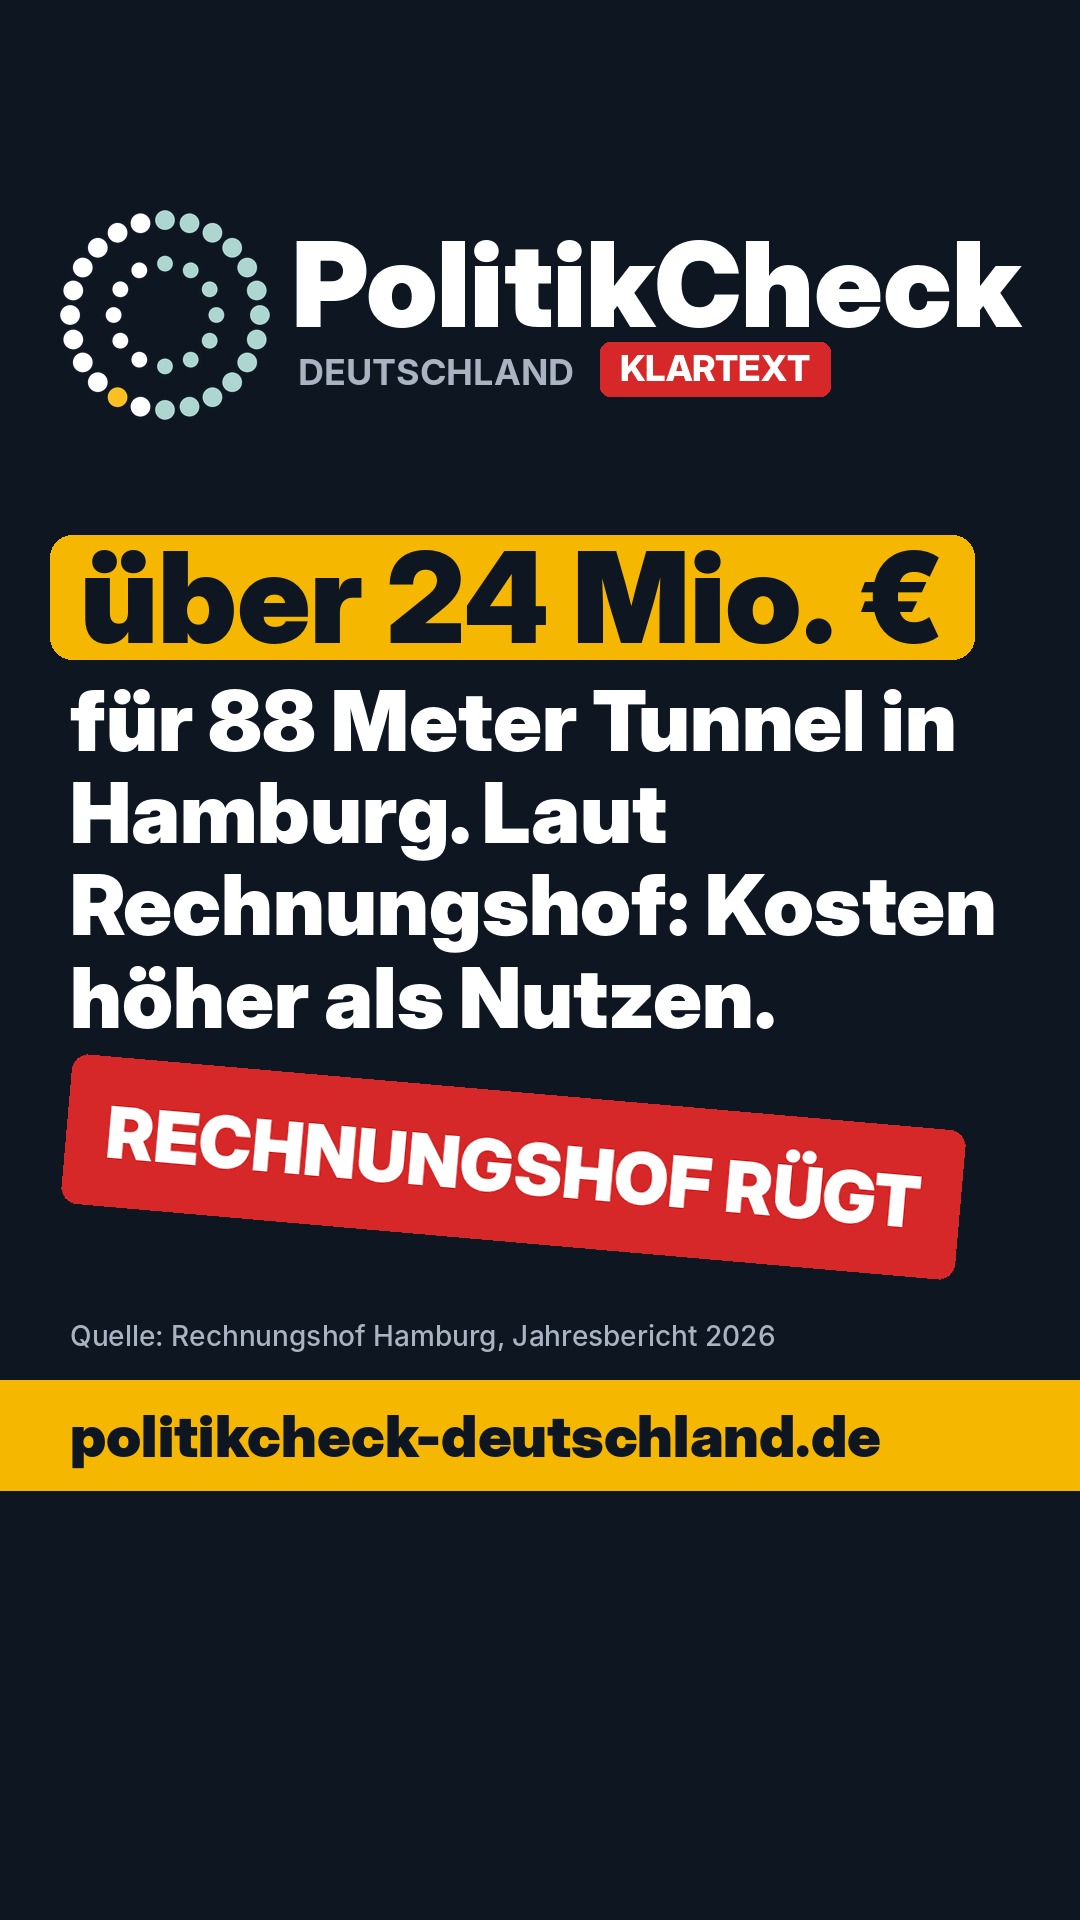 PolitikCheck
DEUTSCHLAND KLARTEXT
über 24 Mio. €
für 88 Meter Tunnel in
Hamburg. Laut
Rechnungshof: Kosten
höher als Nutzen.
RECHNUNGSHOF RÜGT
Quelle: Rechnungshof Hamburg, Jahresbericht 2026
politikcheck-deutschland.de